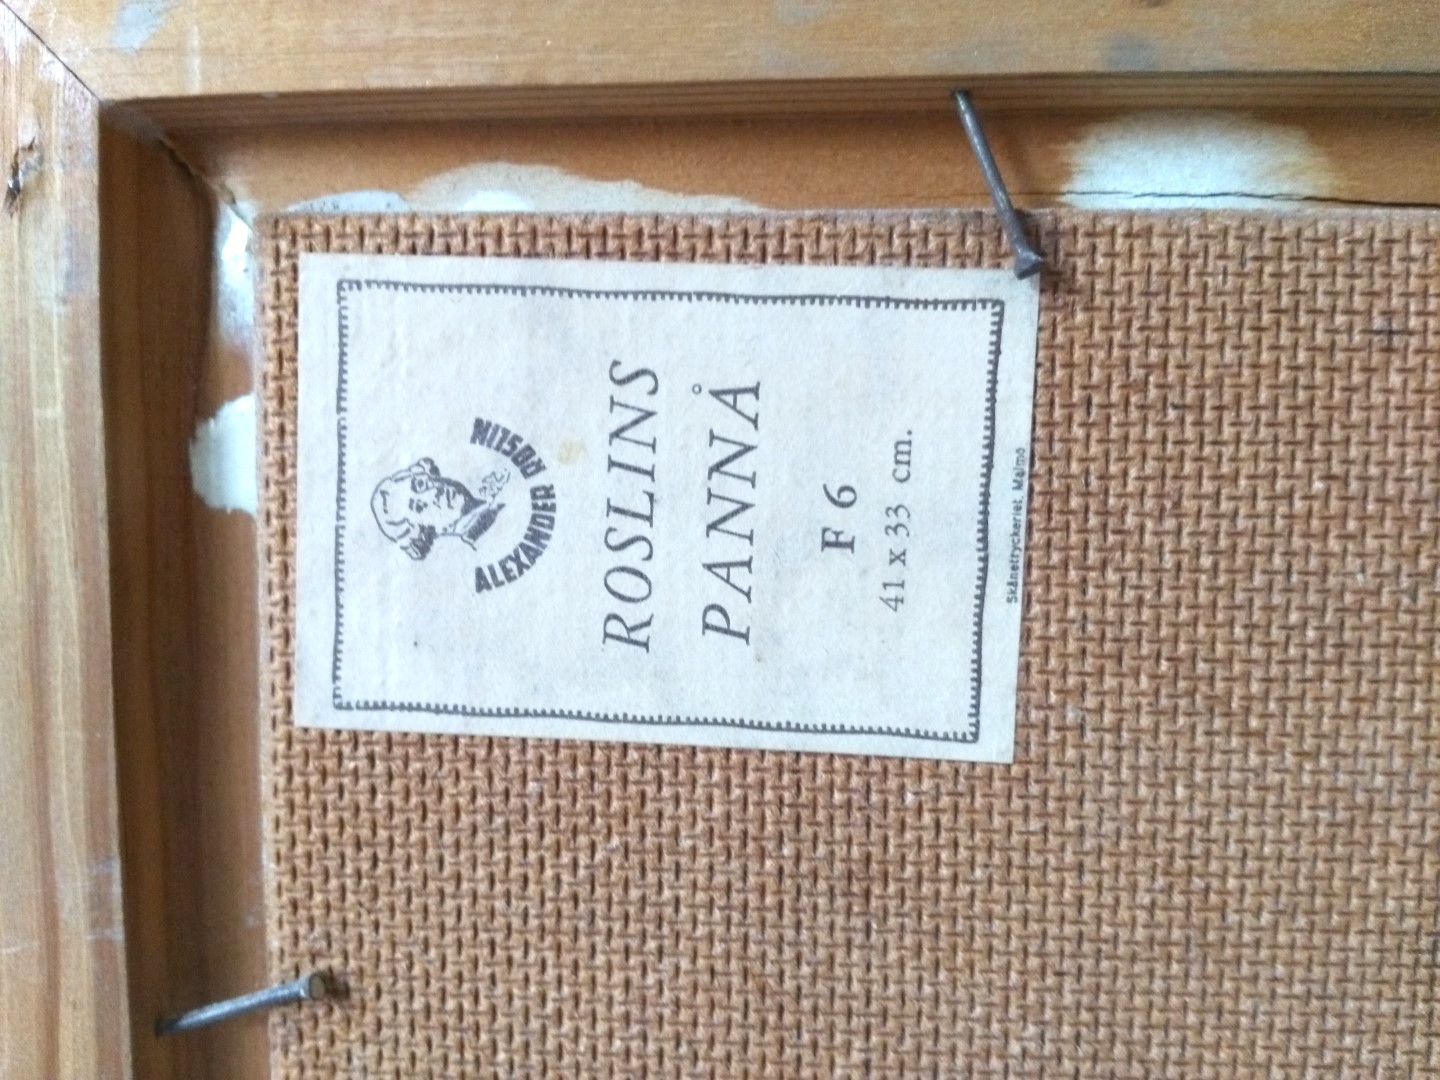 ALEXANDER ROSLIN
ROSLINS
PANNÅ
F 6
41 x 33 cm.
Skånetryckeriet, Malmö